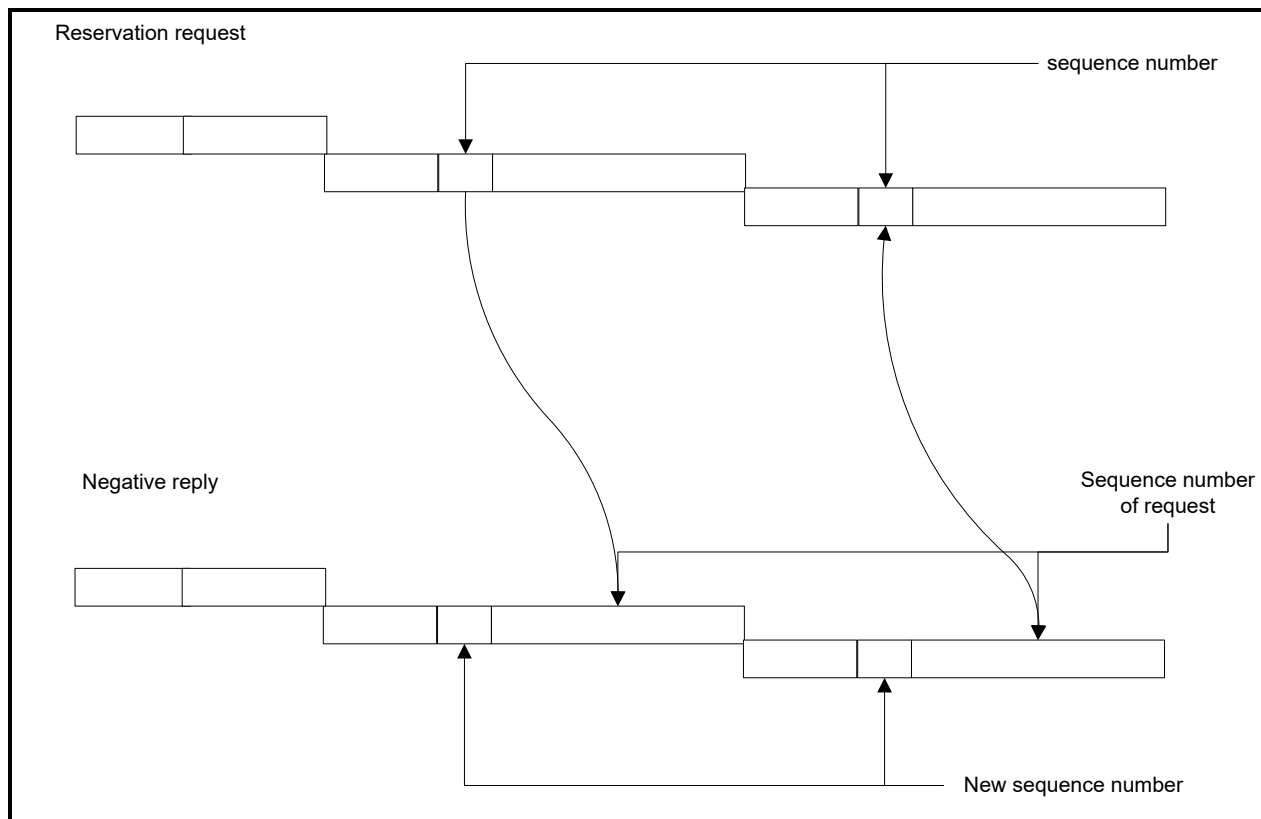 Reservation request
sequence number
Negative reply
Sequence number
of request
New sequence number